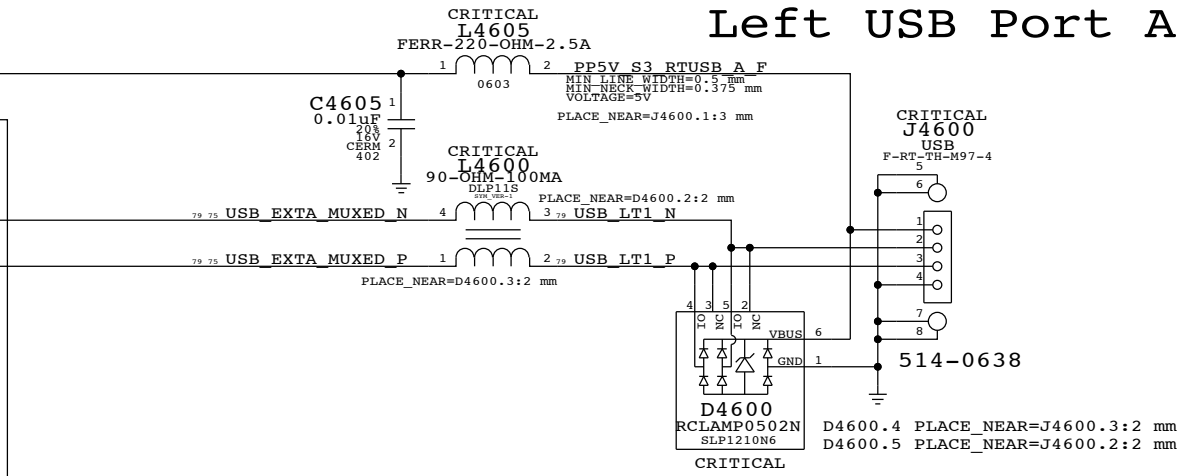 Left USB Port A
CRITICAL
L4605
FERR-220-OHM-2.5A
1
2
0603
PP5V_S3_RTUSB_A_F
MIN_LINE_WIDTH=0.5 mm
MIN_NECK_WIDTH=0.375 mm
VOLTAGE=5V
PLACE_NEAR=J4600.1:3 mm
C4605
1
0.01uF
20%
16V
CERM
402
2
CRITICAL
L4600
90-OHM-100MA
DLP11S
SYM_VER-1
PLACE_NEAR=D4600.2:2 mm
79 75 USB_EXTA_MUXED_N
4
3
79 USB_LT1_N
79 75 USB_EXTA_MUXED_P
1
2
79 USB_LT1_P
PLACE_NEAR=D4600.3:2 mm
CRITICAL
J4600
USB
F-RT-TH-M97-4
5
6
1
2
3
4
7
8
514-0638
4 3 5 2
IO NC IO NC
VBUS 6
GND 1
D4600
RCLAMP0502N
SLP1210N6
CRITICAL
D4600.4 PLACE_NEAR=J4600.3:2 mm
D4600.5 PLACE_NEAR=J4600.2:2 mm